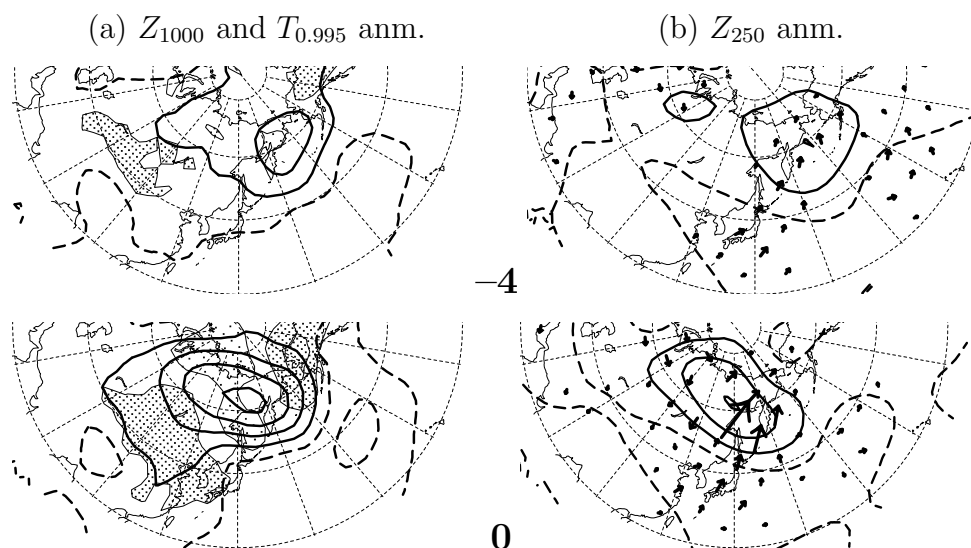 (a) Z₁₀₀₀ and T₀.₉₉₅ anm.
(b) Z₂₅₀ anm.
–4
0